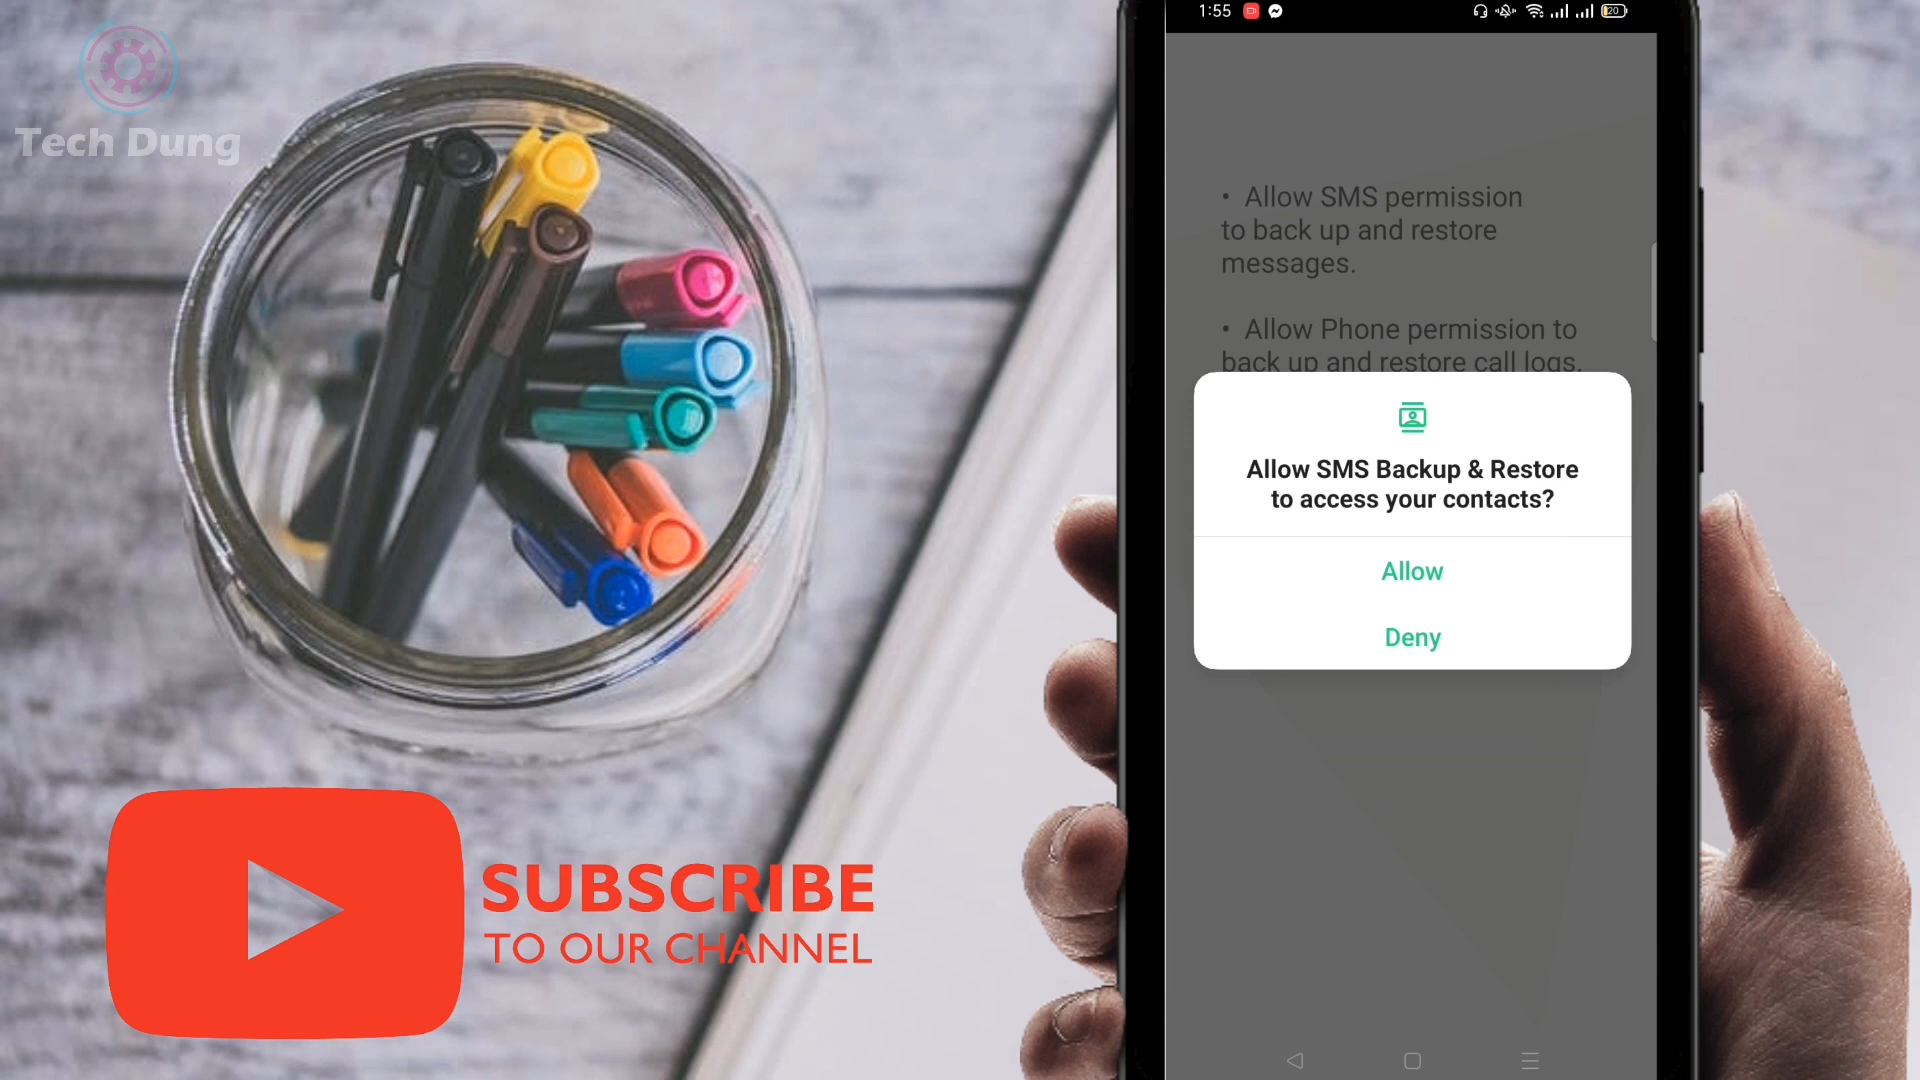 Tech Dung
SUBSCRIBE
TO OUR CHANNEL
1:55
20
• Allow SMS permission
to back up and restore
messages.
• Allow Phone permission to
back up and restore call logs.
Allow SMS Backup & Restore
to access your contacts?
Allow
Deny